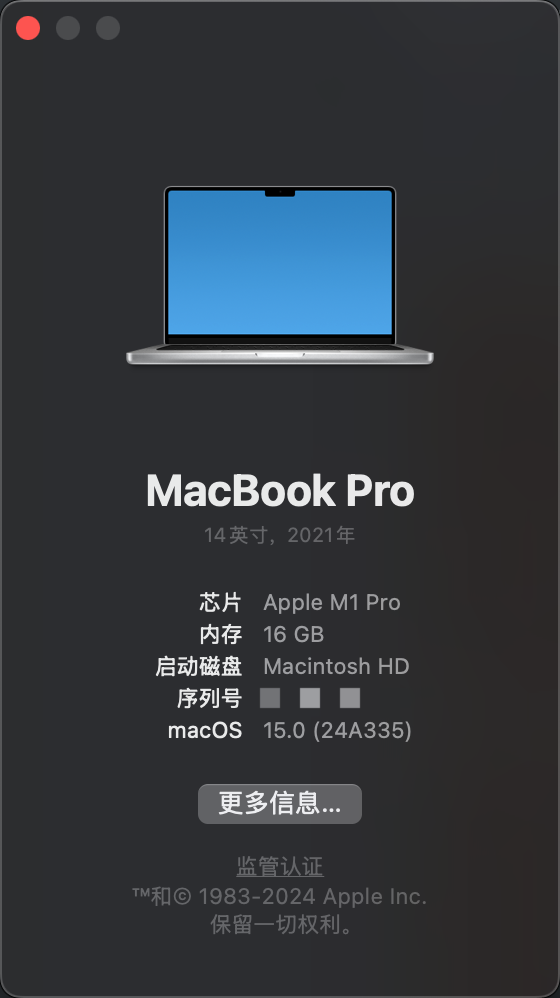 MacBook Pro
14英寸，2021年
芯片 Apple M1 Pro
内存 16 GB
启动磁盘 Macintosh HD
序列号
macOS 15.0 (24A335)
更多信息...
监管认证
™和© 1983-2024 Apple Inc.
保留一切权利。